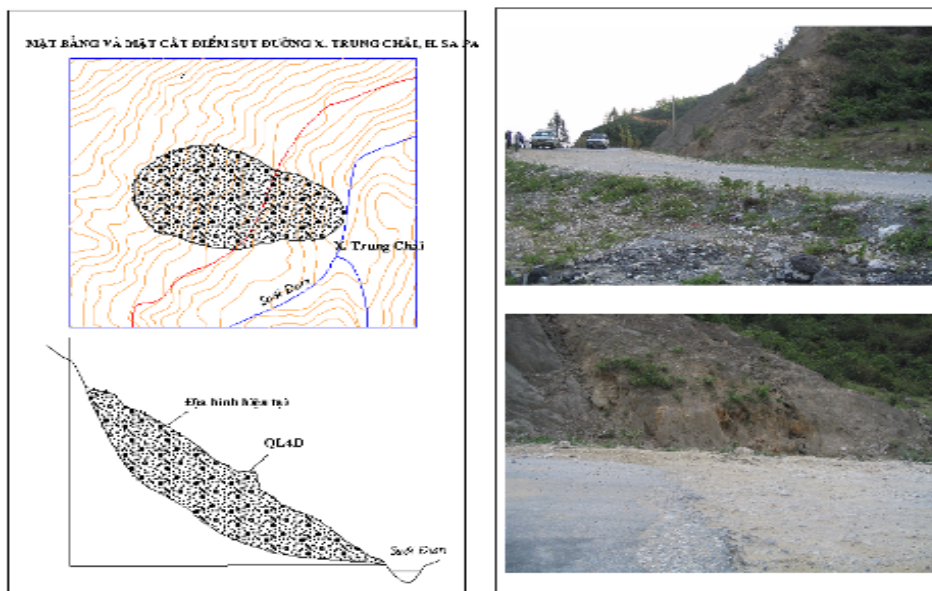 MẶT BẰNG VÀ MẶT CẮT ĐIỂM SỤT ĐƯỜNG X. TRUNG CHẢI, H. SA PA
X. Trung Chải
Suối Đum
Địa hình hiện tại
QL4D
Suối Đum